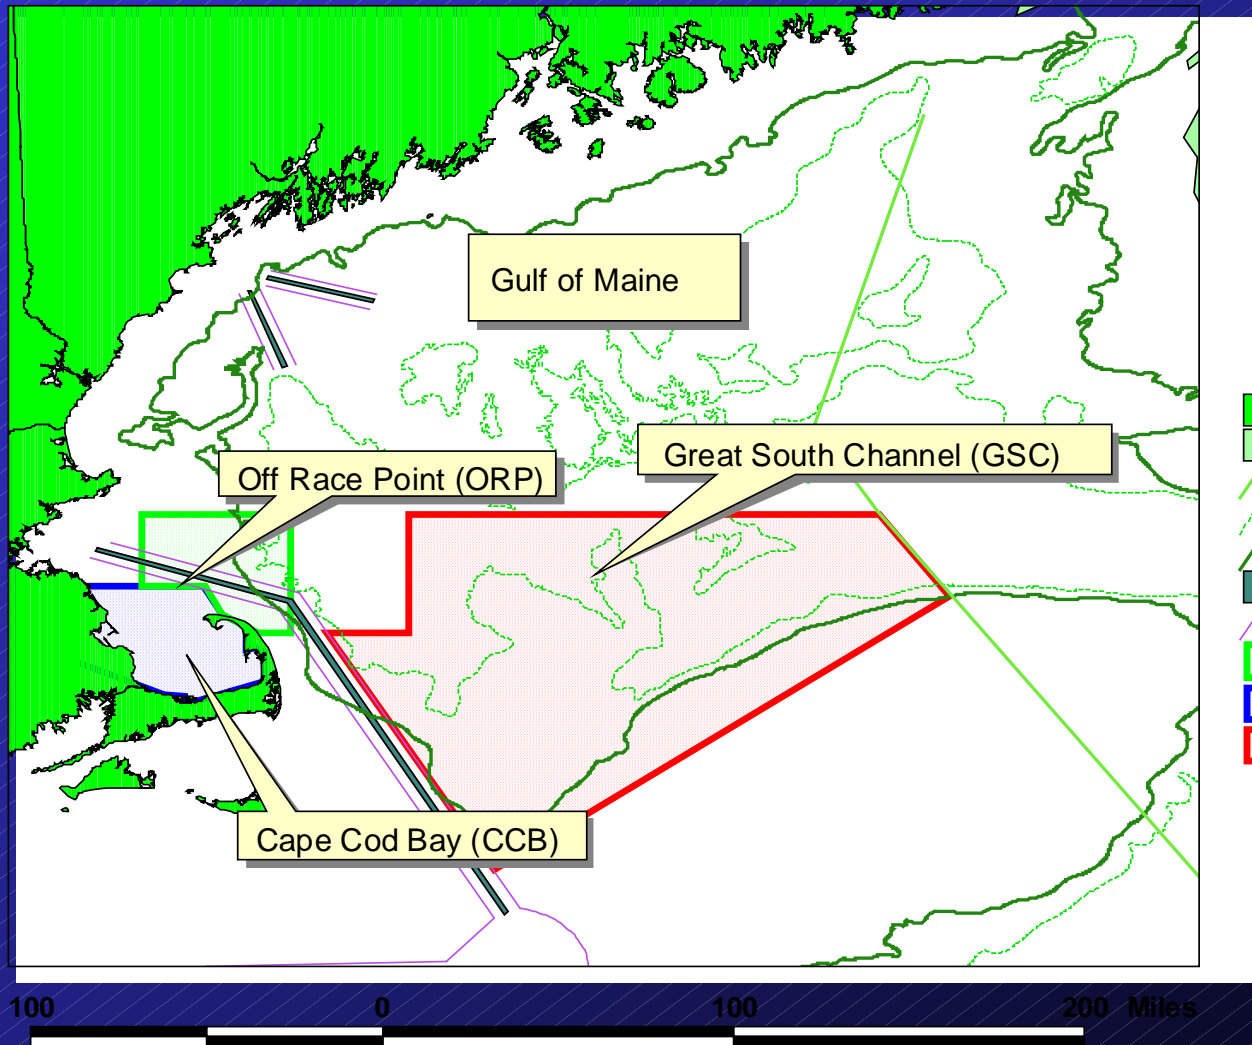 Gulf of Maine
Great South Channel (GSC)
Off Race Point (ORP)
Cape Cod Bay (CCB)
100 0 100 200 Miles